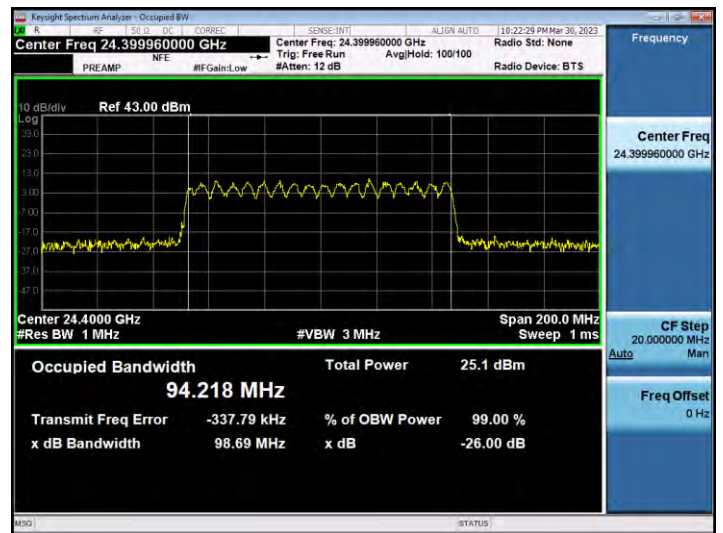 Keysight Spectrum Analyzer - Occupied BW
R RF 50 Ω DC CORREC SENSE:INT ALIGN AUTO 10:22:29 PM Mar 30, 2023
Center Freq 24.399960000 GHz
Center Freq: 24.399960000 GHz
Radio Std: None
NFE
Trig: Free Run Avg|Hold: 100/100
PREAMP #IFGain:Low #Atten: 12 dB Radio Device: BTS
10 dB/div Ref 43.00 dBm
Log
33.0
23.0
13.0
3.00
-7.00
-17.0
-27.0
-37.0
-47.0
Center 24.4000 GHz Span 200.0 MHz
#Res BW 1 MHz #VBW 3 MHz Sweep 1 ms
Occupied Bandwidth Total Power 25.1 dBm
94.218 MHz
Transmit Freq Error -337.79 kHz % of OBW Power 99.00 %
x dB Bandwidth 98.69 MHz x dB -26.00 dB
Frequency
Center Freq
24.399960000 GHz
CF Step
20.000000 MHz
Auto Man
Freq Offset
0 Hz
MSG STATUS